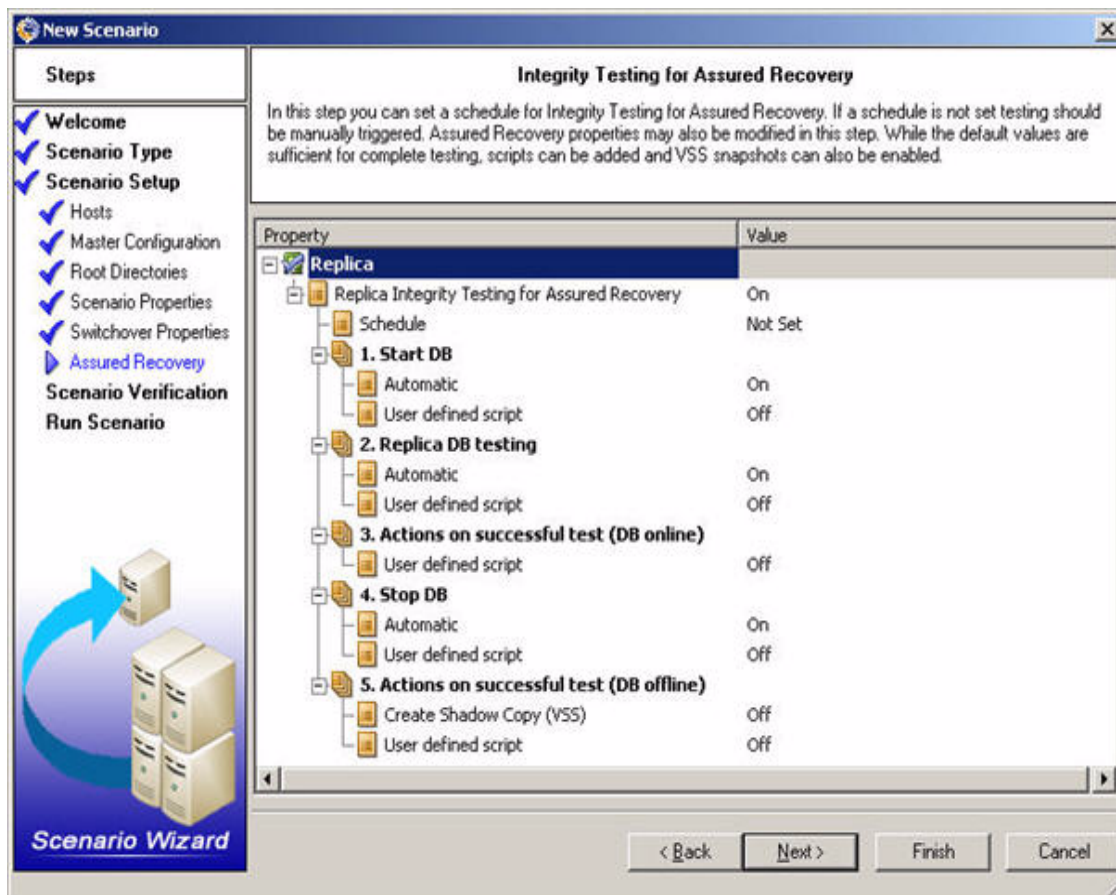 New Scenario
Steps
Welcome
Scenario Type
Scenario Setup
Hosts
Master Configuration
Root Directories
Scenario Properties
Switchover Properties
Assured Recovery
Scenario Verification
Run Scenario
Scenario Wizard
Integrity Testing for Assured Recovery
In this step you can set a schedule for Integrity Testing for Assured Recovery. If a schedule is not set testing should
be manually triggered. Assured Recovery properties may also be modified in this step. While the default values are
sufficient for complete testing, scripts can be added and VSS snapshots can also be enabled.
Property Value
Replica
Replica Integrity Testing for Assured Recovery On
Schedule Not Set
1. Start DB
Automatic On
User defined script Off
2. Replica DB testing
Automatic On
User defined script Off
3. Actions on successful test (DB online)
User defined script Off
4. Stop DB
Automatic On
User defined script Off
5. Actions on successful test (DB offline)
Create Shadow Copy (VSS) Off
User defined script Off
< Back Next > Finish Cancel